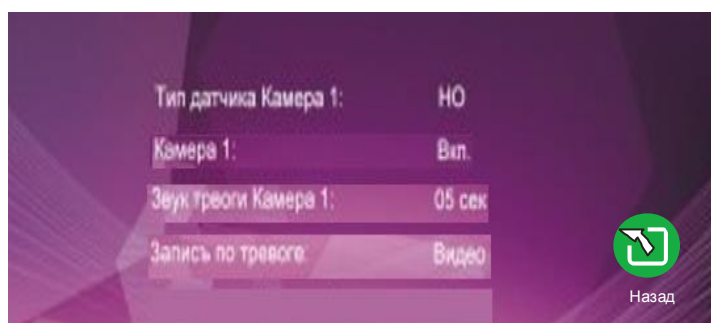 Тип датчика Камера 1: НО
Камера 1: Вкл.
Звук тревоги Камера 1: 05 сек
Запись по тревоге: Видео
Назад